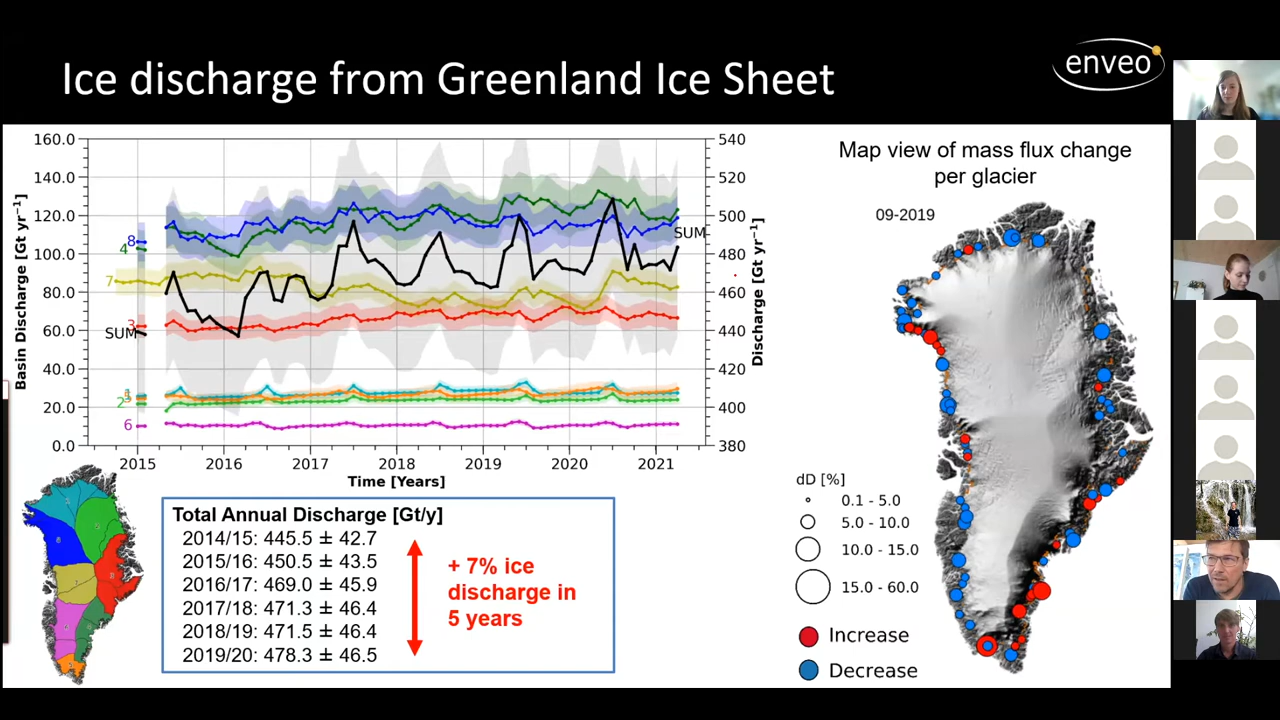 Ice discharge from Greenland Ice Sheet
enveo
160.0
140.0
120.0
100.0
80.0
60.0
40.0
20.0
0.0
Basin Discharge [Gt yr⁻¹]
8
4
7
3
SUM
2
6
SUM
540
520
500
480
460
440
420
400
380
Discharge [Gt yr⁻¹]
2015 2016 2017 2018 2019 2020 2021
Time [Years]
Total Annual Discharge [Gt/y]
2014/15: 445.5 ± 42.7
2015/16: 450.5 ± 43.5
2016/17: 469.0 ± 45.9
2017/18: 471.3 ± 46.4
2018/19: 471.5 ± 46.4
2019/20: 478.3 ± 46.5
+ 7% ice
discharge in
5 years
Map view of mass flux change
per glacier
09-2019
dD [%]
0.1 - 5.0
5.0 - 10.0
10.0 - 15.0
15.0 - 60.0
Increase
Decrease